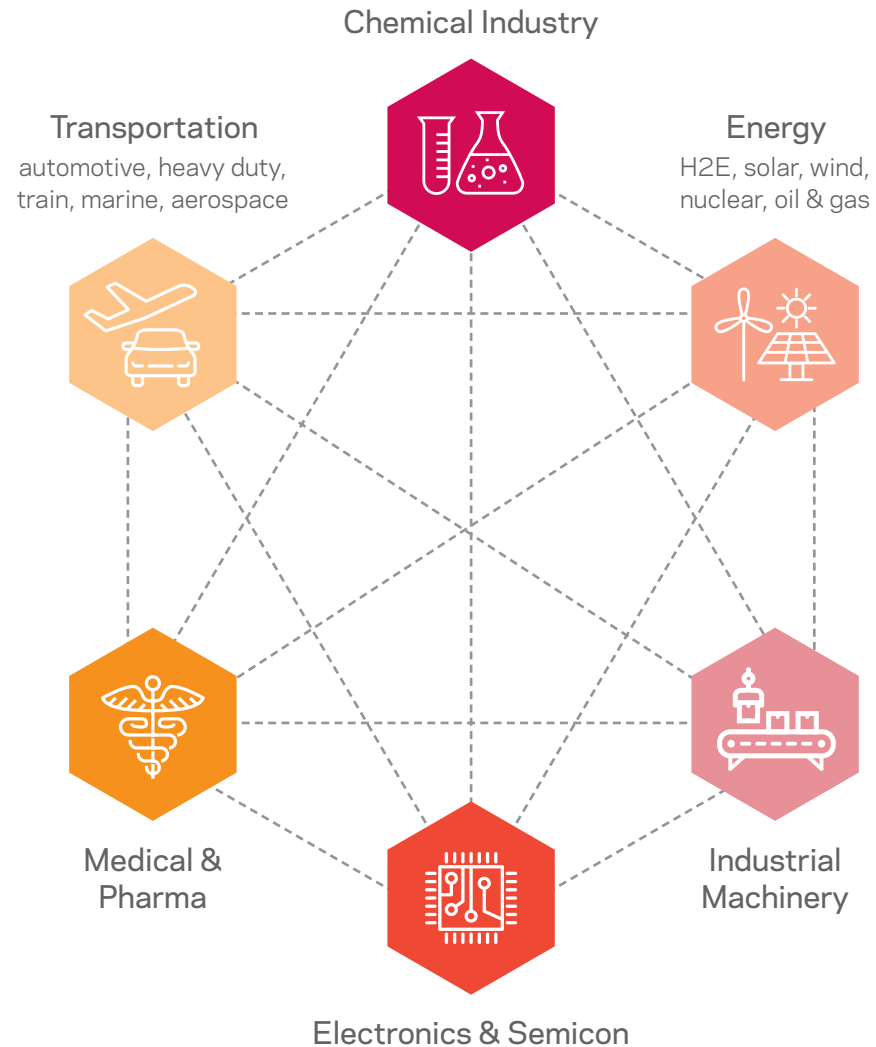 Chemical Industry
Transportation
automotive, heavy duty,
train, marine, aerospace
Energy
H2E, solar, wind,
nuclear, oil & gas
Medical &
Pharma
Industrial
Machinery
Electronics & Semicon